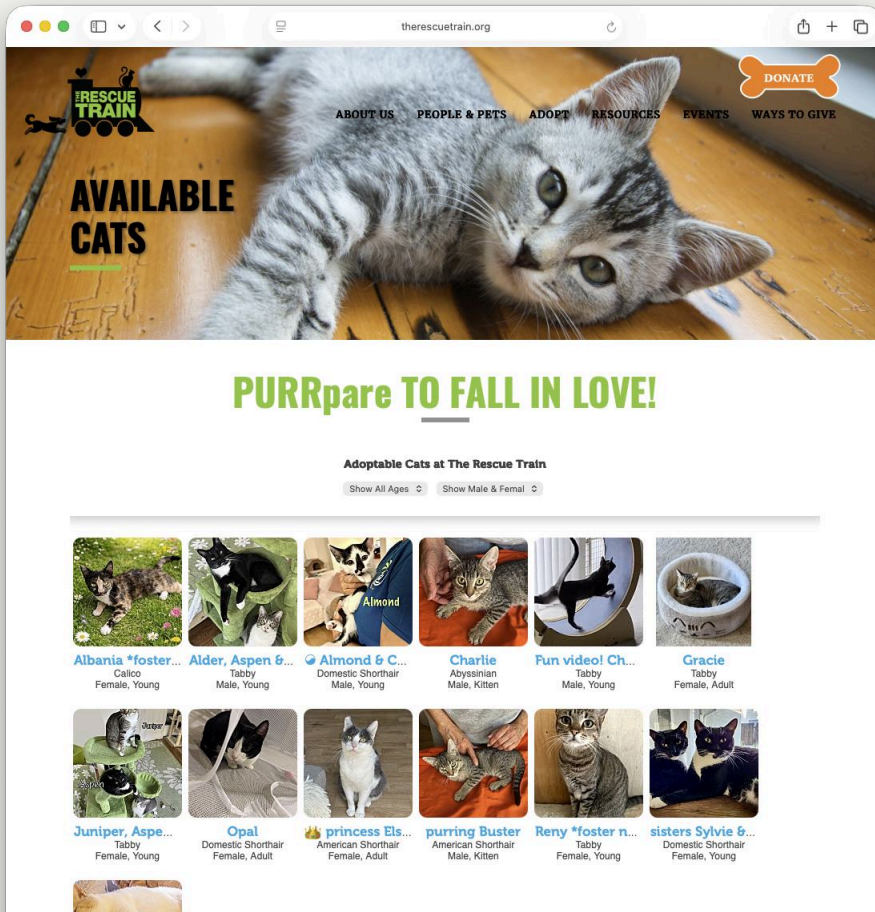 therescuetrain.org
THE
RESCUE
TRAIN
DONATE
ABOUT US PEOPLE & PETS ADOPT RESOURCES EVENTS WAYS TO GIVE
AVAILABLE
CATS
PURRpare TO FALL IN LOVE!
Adoptable Cats at The Rescue Train
Show All Ages Show Male & Femal
Almond
Albania *foster... Alder, Aspen &... Almond & C... Charlie Fun video! Ch... Gracie
Calico Tabby Domestic Shorthair Abyssinian Tabby Tabby
Female, Young Male, Young Male, Young Male, Kitten Male, Young Female, Adult
Juniper
Aspen
Juniper, Aspe... Opal princess Els... purring Buster Reny *foster n... sisters Sylvie &...
Tabby Domestic Shorthair American Shorthair American Shorthair Tabby Domestic Shorthair
Female, Young Female, Adult Female, Adult Male, Kitten Female, Young Female, Young